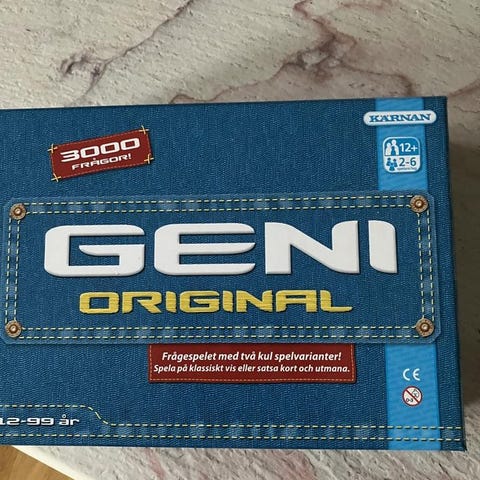 KÄRNAN
3000
FRÅGOR!
12+
2-6
GENI
ORIGINAL
Frågespelet med två kul spelvarianter!
Spela på klassiskt vis eller satsa kort och utmana.
CE
12-99 år